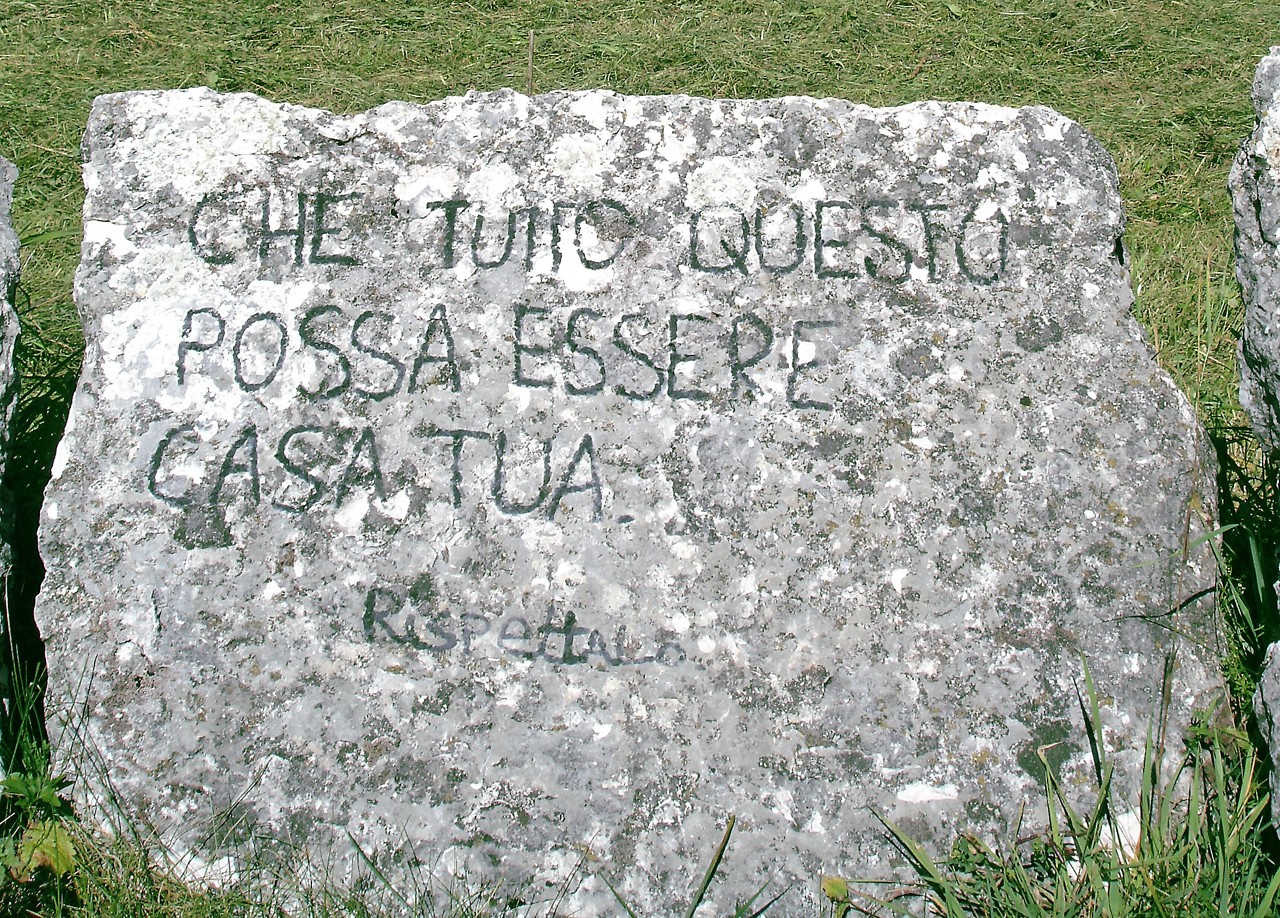 CHE TUTTO QUESTO
POSSA ESSERE
CASA TUA.
Rispettalo.